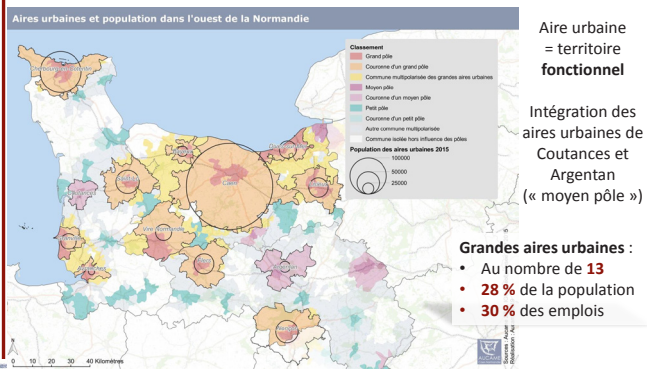 Aires urbaines et population dans l'ouest de la Normandie
Classement
Grand pôle
Couronne d'un grand pôle
Commune multipolarisée des grandes aires urbaines
Moyen pôle
Couronne d'un moyen pôle
Petit pôle
Couronne d'un petit pôle
Autre commune multipolarisée
Commune isolée hors influence des pôles
Population des aires urbaines 2015
100000
50000
25000
Caen
Vire Normandie
0 10 20 30 40 Kilomètres
AUCAME
Aire urbaine
= territoire
fonctionnel
Intégration des
aires urbaines de
Coutances et
Argentan
(« moyen pôle »)
Grandes aires urbaines :
• Au nombre de 13
• 28 % de la population
• 30 % des emplois